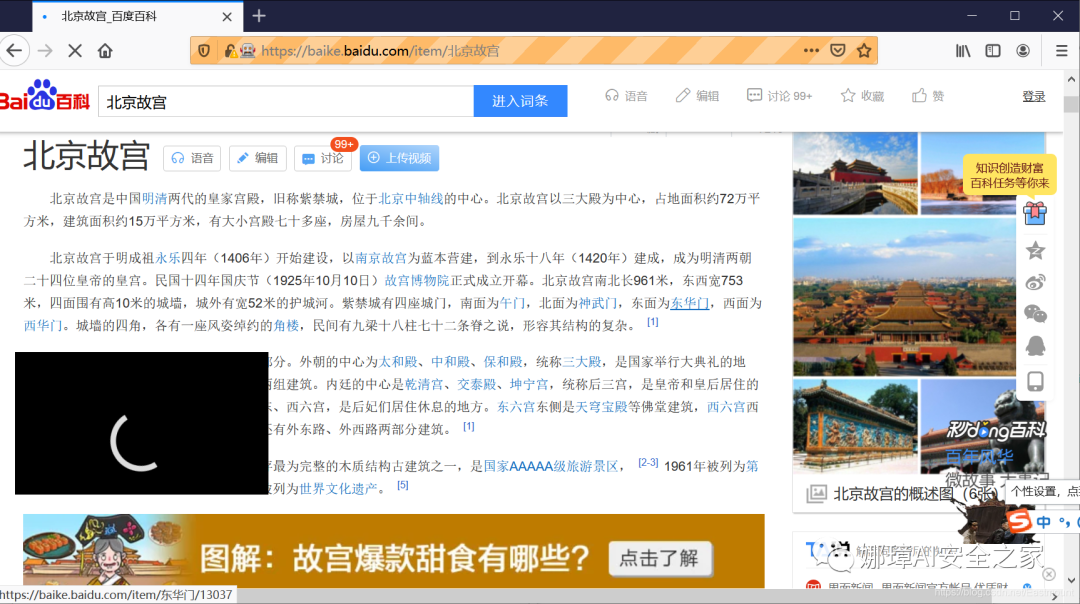 北京故宫_百度百科
https://baike.baidu.com/item/北京故宫
Bai du 百科
北京故宫
进入词条
语音
编辑
讨论 99+
收藏
赞
登录
北京故宫
语音
编辑
讨论
99+
上传视频
北京故宫是中国明清两代的皇家宫殿，旧称紫禁城，位于北京中轴线的中心。北京故宫以三大殿为中心，占地面积约72万平
方米，建筑面积约15万平方米，有大小宫殿七十多座，房屋九千余间。
北京故宫于明成祖永乐四年（1406年）开始建设，以南京故宫为蓝本营建，到永乐十八年（1420年）建成，成为明清两朝
二十四位皇帝的皇宫。民国十四年国庆节（1925年10月10日）故宫博物院正式成立开幕。北京故宫南北长961米，东西宽753
米，四面围有高10米的城墙，城外有宽52米的护城河。紫禁城有四座城门，南面为午门，北面为神武门，东面为东华门，西面为
西华门。城墙的四角，各有一座风姿绰约的角楼，民间有九梁十八柱七十二条脊之说，形容其结构的复杂。 [1]
部分。外朝的中心为太和殿、中和殿、保和殿，统称三大殿，是国家举行大典礼的地
两组建筑。内廷的中心是乾清宫、交泰殿、坤宁宫，统称后三宫，是皇帝和皇后居住的
东、西六宫，是后妃们居住休息的地方。东六宫东侧是天穹宝殿等佛堂建筑，西六宫西
还有外东路、外西路两部分建筑。 [1]
最为完整的木质结构古建筑之一，是国家AAAAA级旅游景区， [2-3] 1961年被列为第
被列为世界文化遗产。 [5]
图解：故宫爆款甜食有哪些？
点击了解
https://baike.baidu.com/item/东华门/13037
知识创造财富
百科任务等你来
秒dong百科
百年风华
微故事 大事记
北京故宫的概述图（6张）
个性设置，点
中
娜璋AI安全之家